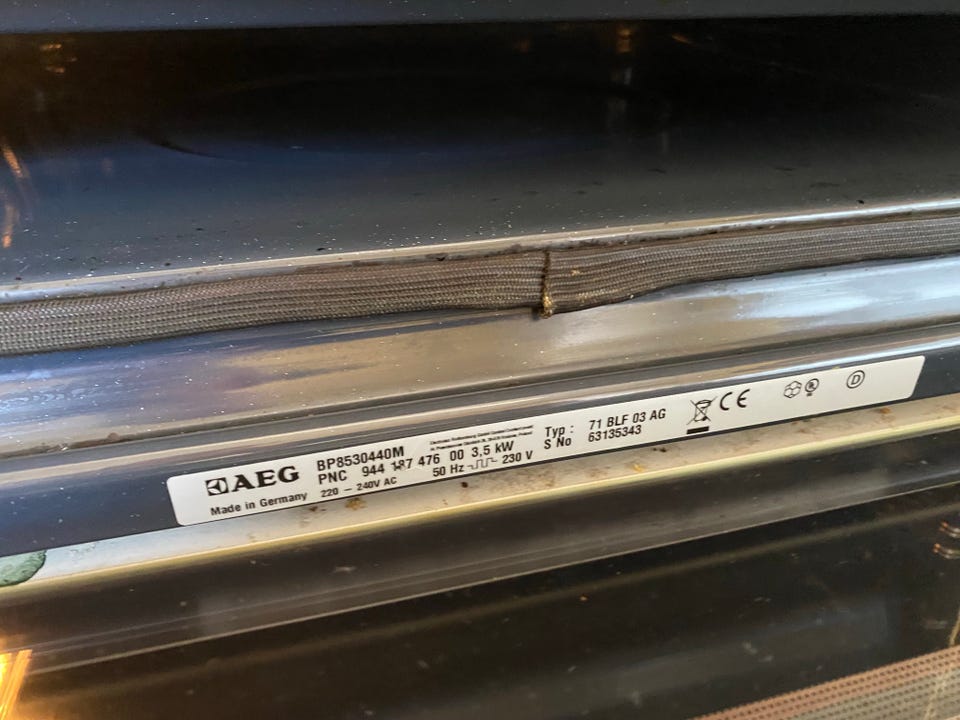 AEG
Made in Germany
BP8530440M
PNC 944 187 476 00 3,5 kW
220 – 240V AC 50 Hz 230 V
Typ : 71 BLF 03 AG
S No 63135343
CE
D